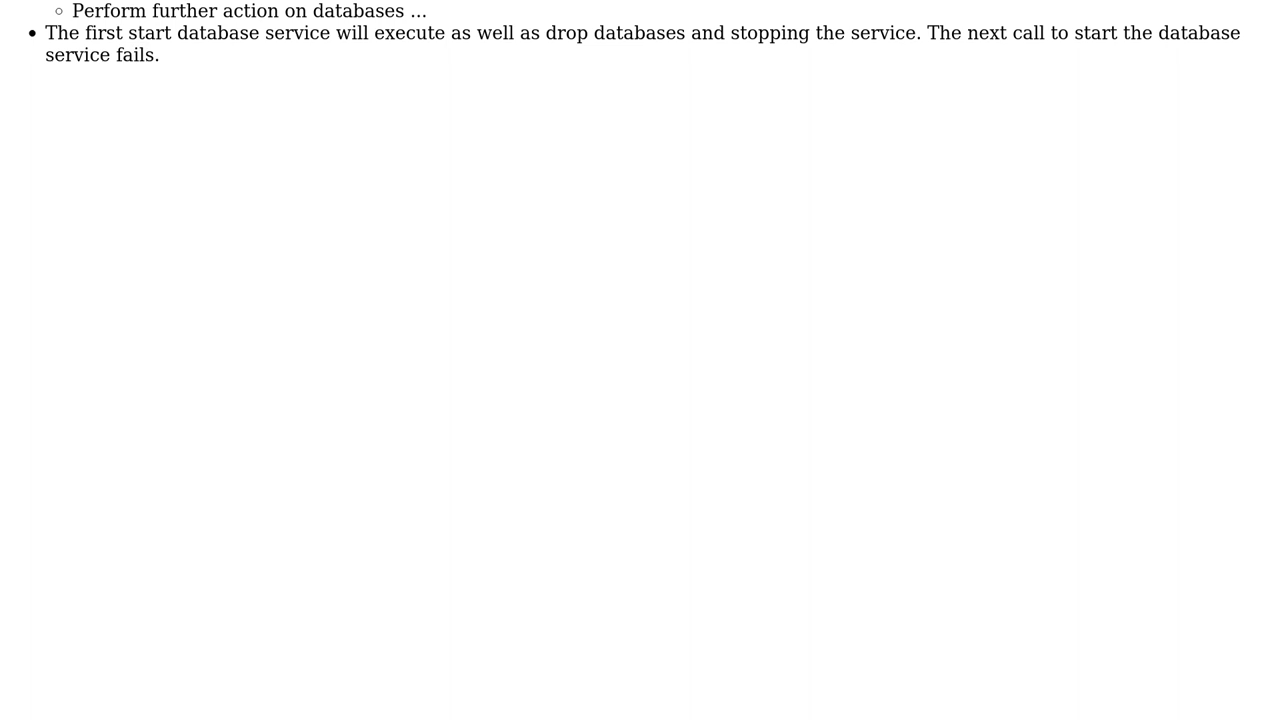 Perform further action on databases ...
The first start database service will execute as well as drop databases and stopping the service. The next call to start the database
service fails.